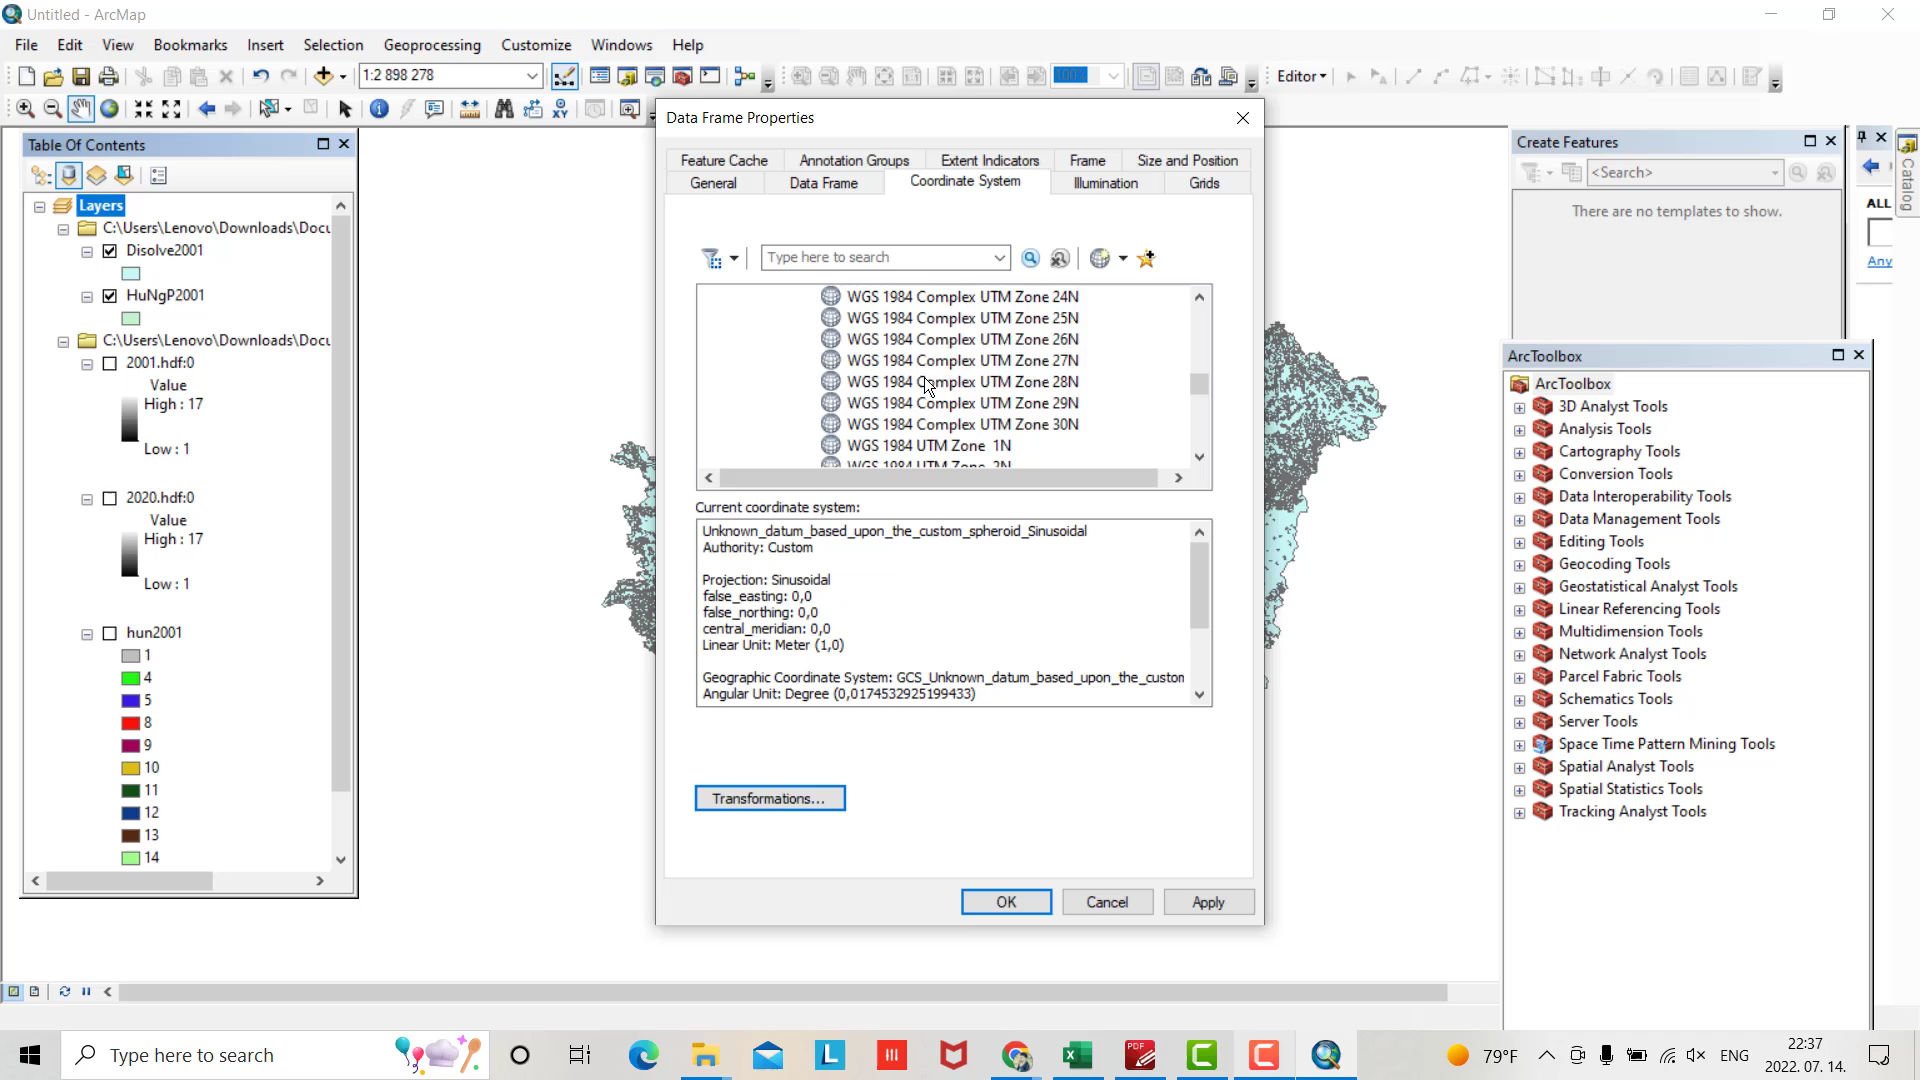 Untitled - ArcMap
File Edit View Bookmarks Insert Selection Geoprocessing Customize Windows Help
1:2 898 278
Editor
Table Of Contents
Layers
C:\Users\Lenovo\Downloads\Docu
Disolve2001
HuNgP2001
C:\Users\Lenovo\Downloads\Docu
2001.hdf:0
Value
High : 17
Low : 1
2020.hdf:0
Value
High : 17
Low : 1
hun2001
1
4
5
8
9
10
11
12
13
14
Data Frame Properties
Feature Cache Annotation Groups Extent Indicators Frame Size and Position
General Data Frame Coordinate System Illumination Grids
Type here to search
WGS 1984 Complex UTM Zone 24N
WGS 1984 Complex UTM Zone 25N
WGS 1984 Complex UTM Zone 26N
WGS 1984 Complex UTM Zone 27N
WGS 1984 Complex UTM Zone 28N
WGS 1984 Complex UTM Zone 29N
WGS 1984 Complex UTM Zone 30N
WGS 1984 UTM Zone 1N
WGS 1984 UTM Zone 2N
Current coordinate system:
Unknown_datum_based_upon_the_custom_spheroid_Sinusoidal
Authority: Custom
Projection: Sinusoidal
false_easting: 0,0
false_northing: 0,0
central_meridian: 0,0
Linear Unit: Meter (1,0)
Geographic Coordinate System: GCS_Unknown_datum_based_upon_the_custom
Angular Unit: Degree (0,0174532925199433)
Transformations...
OK Cancel Apply
Create Features
<Search>
There are no templates to show.
Catalog
ALL
Any
ArcToolbox
ArcToolbox
3D Analyst Tools
Analysis Tools
Cartography Tools
Conversion Tools
Data Interoperability Tools
Data Management Tools
Editing Tools
Geocoding Tools
Geostatistical Analyst Tools
Linear Referencing Tools
Multidimension Tools
Network Analyst Tools
Parcel Fabric Tools
Schematics Tools
Server Tools
Space Time Pattern Mining Tools
Spatial Analyst Tools
Spatial Statistics Tools
Tracking Analyst Tools
Type here to search
L
PDF
79°F
ENG
22:37
2022. 07. 14.